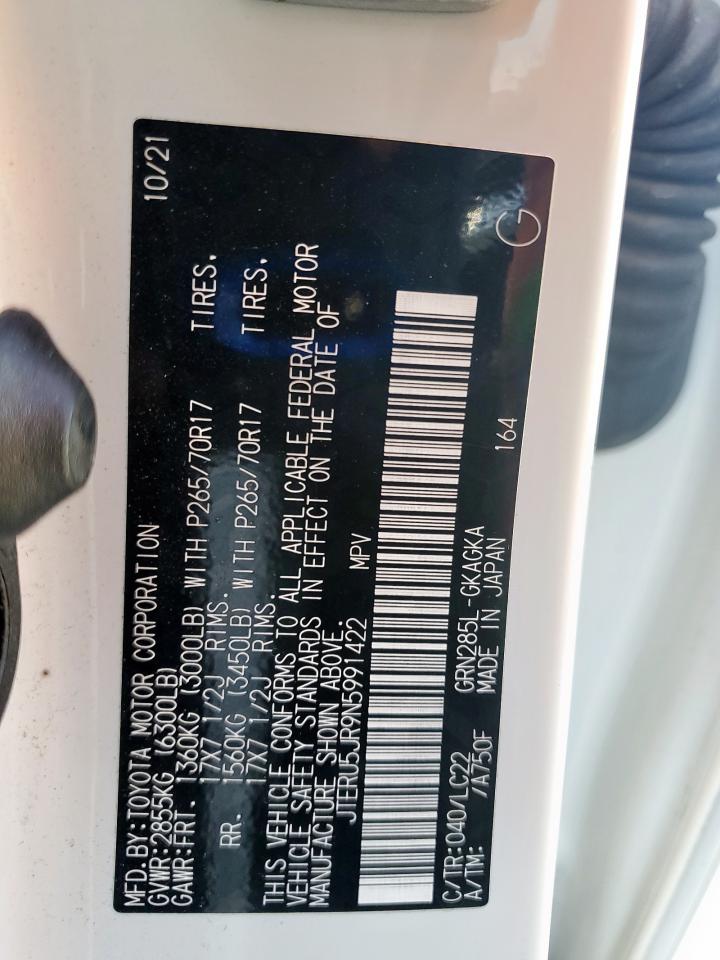 MFD.BY:TOYOTA MOTOR CORPORATION 10/21
GVWR:2855KG (6300LB)
GAWR:FRT. 1360KG (3000LB) WITH P265/70R17 TIRES,
17X7 1/2J RIMS.
RR. 1560KG (3450LB) WITH P265/70R17 TIRES,
17X7 1/2J RIMS.
THIS VEHICLE CONFORMS TO ALL APPLICABLE FEDERAL MOTOR
VEHICLE SAFETY STANDARDS IN EFFECT ON THE DATE OF
MANUFACTURE SHOWN ABOVE.
JTERU5JR9N5991422 MPV
C/TR:040/LC22 GRN285L-GKAGKA 164 G
A/TM: /A750F MADE IN JAPAN